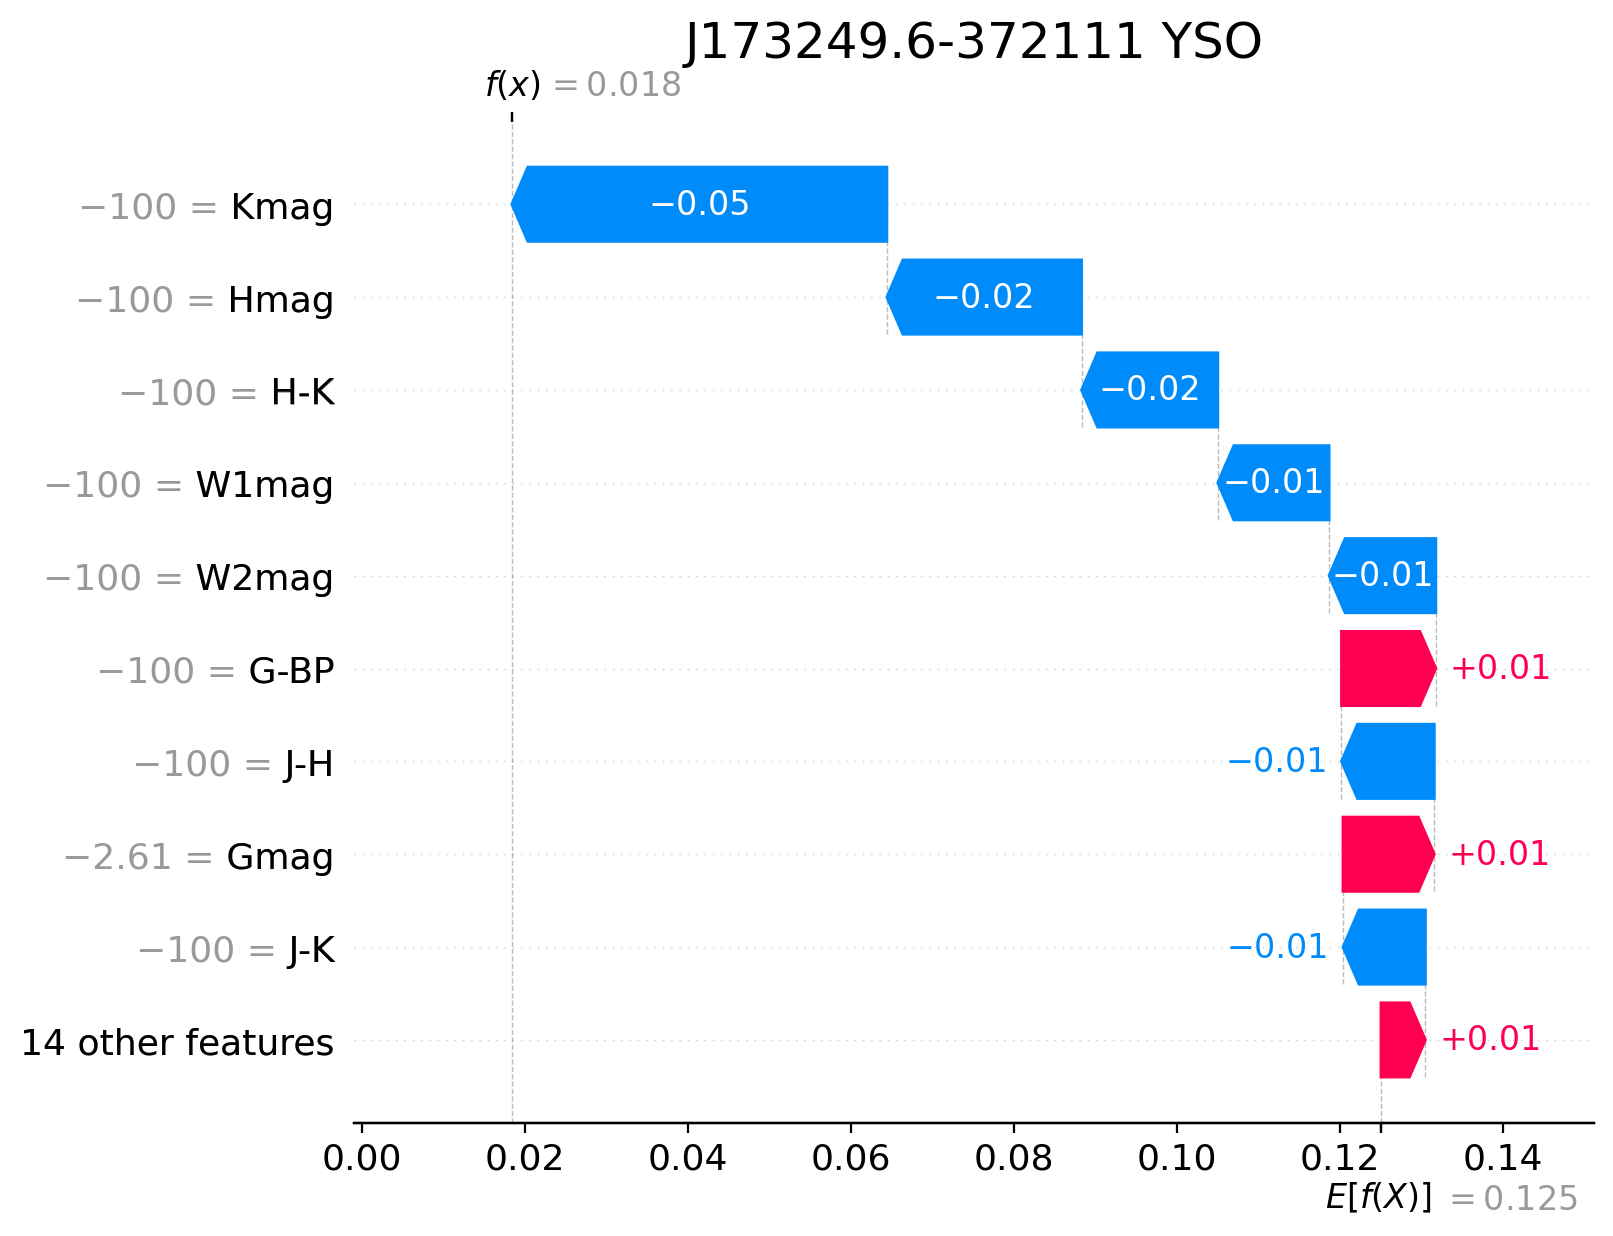 J173249.6-372111 YSO
f(x) = 0.018
−100 = Kmag −0.05
−100 = Hmag −0.02
−100 = H-K −0.02
−100 = W1mag −0.01
−100 = W2mag −0.01
−100 = G-BP +0.01
−100 = J-H −0.01
−2.61 = Gmag +0.01
−100 = J-K −0.01
14 other features +0.01
0.00 0.02 0.04 0.06 0.08 0.10 0.12 0.14
E[f(X)] = 0.125